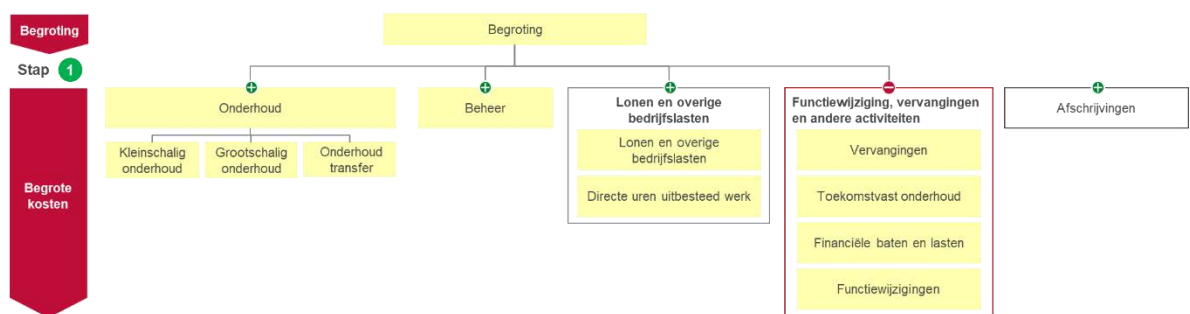 Begroting
Begroting
Stap 1
Onderhoud
Beheer
Lonen en overige
bedrijfslasten
Functiewijziging, vervangingen
en andere activiteiten
Afschrijvingen
Kleinschalig
onderhoud
Grootschalig
onderhoud
Onderhoud
transfer
Lonen en overige
bedrijfslasten
Vervangingen
Begrote
kosten
Directe uren uitbesteed werk
Toekomstvast onderhoud
Financiële baten en lasten
Functiewijzigingen